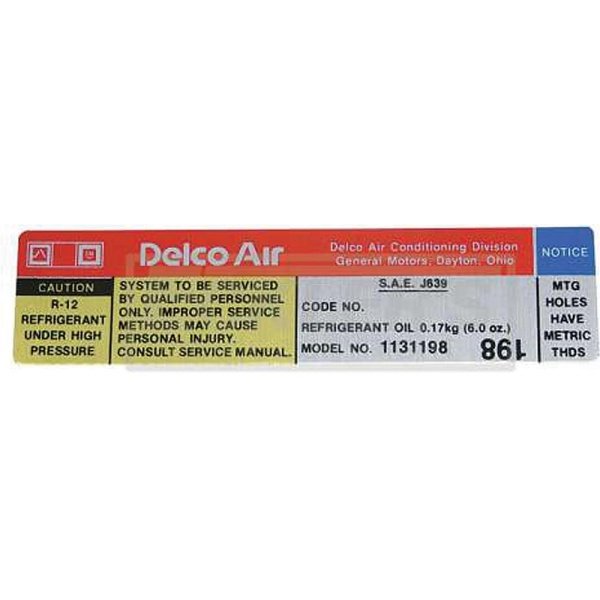 Delco Air
Delco Air Conditioning Division
General Motors, Dayton, Ohio
NOTICE
CAUTION
R-12
REFRIGERANT
UNDER HIGH
PRESSURE
SYSTEM TO BE SERVICED
BY QUALIFIED PERSONNEL
ONLY. IMPROPER SERVICE
METHODS MAY CAUSE
PERSONAL INJURY.
CONSULT SERVICE MANUAL.
S.A.E. J639
CODE NO.
REFRIGERANT OIL 0.17kg (6.0 oz.)
MODEL NO. 1131198
198
MTG
HOLES
HAVE
METRIC
THDS